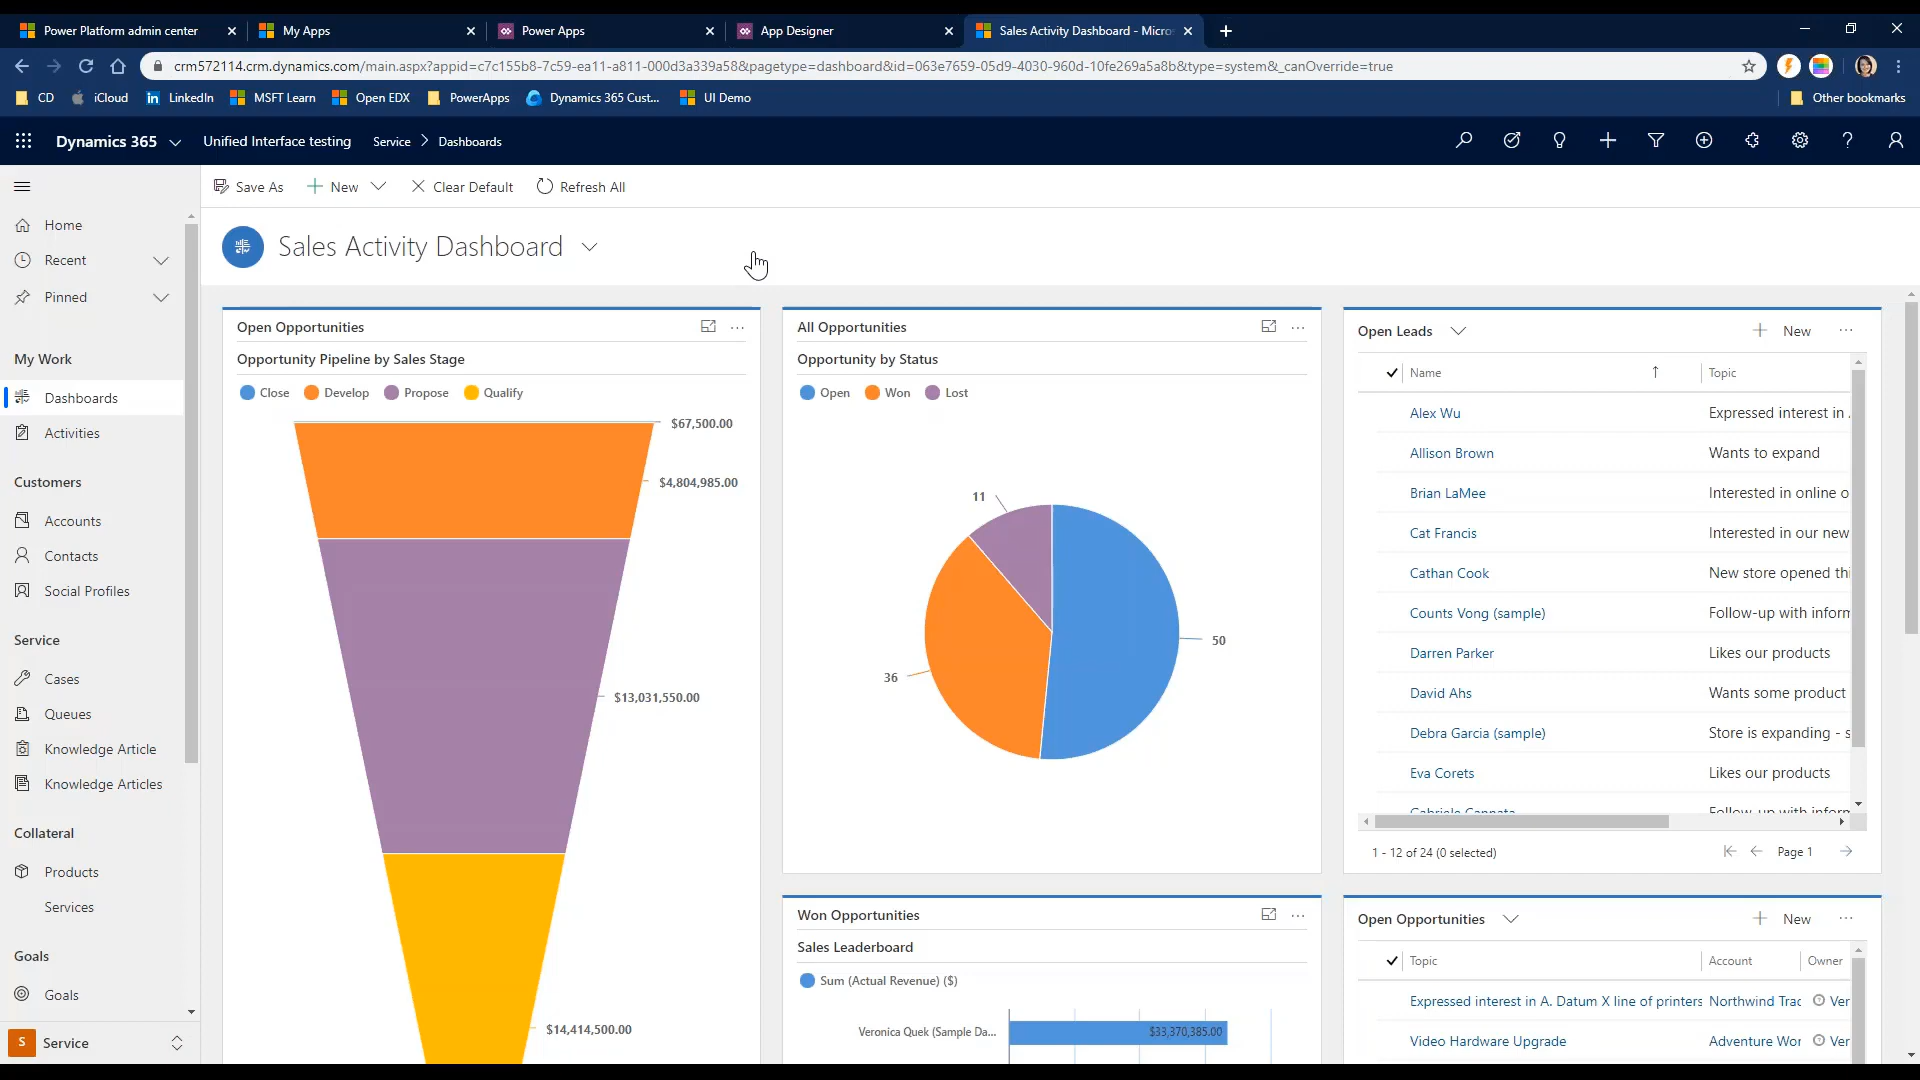 Power Platform admin center
My Apps
Power Apps
App Designer
Sales Activity Dashboard - Micro
crm572114.crm.dynamics.com/main.aspx?appid=c7c155b8-7c59-ea11-a811-000d3a339a58&pagetype=dashboard&id=063e7659-05d9-4030-960d-10fe269a5a8b&type=system&_canOverride=true
CD
iCloud
LinkedIn
MSFT Learn
Open EDX
PowerApps
Dynamics 365 Cust...
UI Demo
Other bookmarks
Dynamics 365
Unified Interface testing
Service > Dashboards
Save As
New
Clear Default
Refresh All
Home
Recent
Pinned
My Work
Dashboards
Activities
Customers
Accounts
Contacts
Social Profiles
Service
Cases
Queues
Knowledge Article
Knowledge Articles
Collateral
Products
Services
Goals
Goals
S Service
Sales Activity Dashboard
Open Opportunities
Opportunity Pipeline by Sales Stage
Close Develop Propose Qualify
$67,500.00
$4,804,985.00
$13,031,550.00
$14,414,500.00
All Opportunities
Opportunity by Status
Open Won Lost
11
50
36
Won Opportunities
Sales Leaderboard
Sum (Actual Revenue) ($)
Veronica Quek (Sample Da... $33,370,385.00
Open Leads
New
Name Topic
Alex Wu Expressed interest in
Allison Brown Wants to expand
Brian LaMee Interested in online o
Cat Francis Interested in our new
Cathan Cook New store opened thi
Counts Vong (sample) Follow-up with inform
Darren Parker Likes our products
David Ahs Wants some product
Debra Garcia (sample) Store is expanding - s
Eva Corets Likes our products
1 - 12 of 24 (0 selected)
Page 1
Open Opportunities
New
Topic Account Owner
Expressed interest in A. Datum X line of printers Northwind Trac Ver
Video Hardware Upgrade Adventure Wor Ver